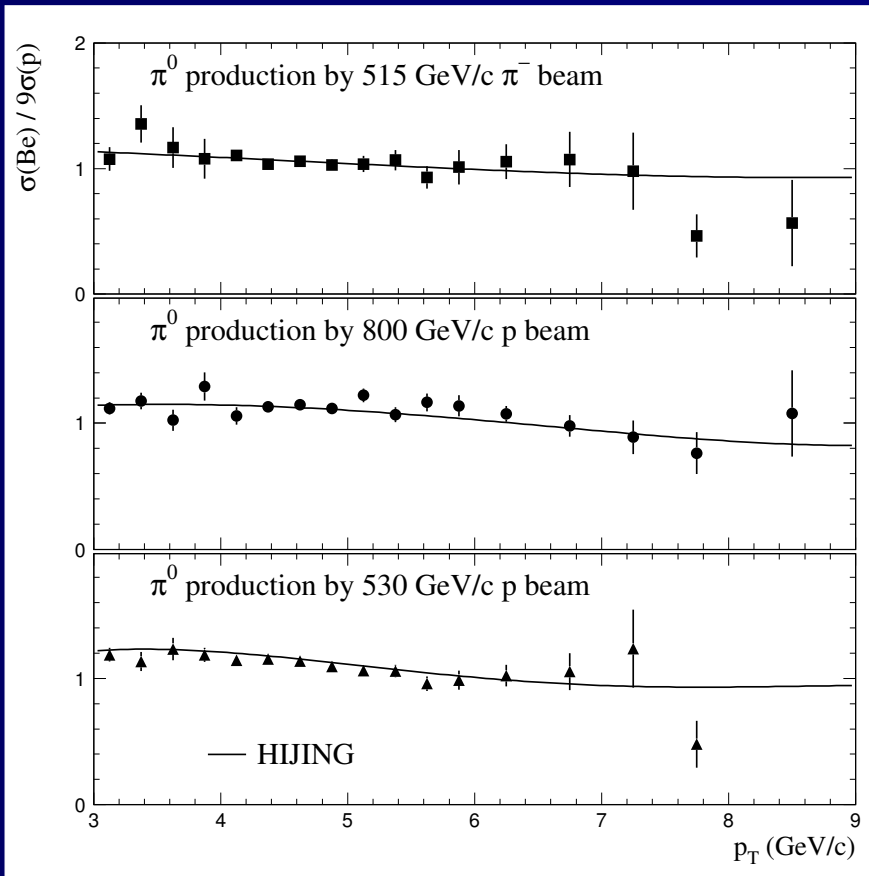 σ(Be) / 9σ(p)
2
π⁰ production by 515 GeV/c π⁻ beam
1
0
π⁰ production by 800 GeV/c p beam
1
0
π⁰ production by 530 GeV/c p beam
1
HIJING
0
3 4 5 6 7 8 9
p_T (GeV/c)